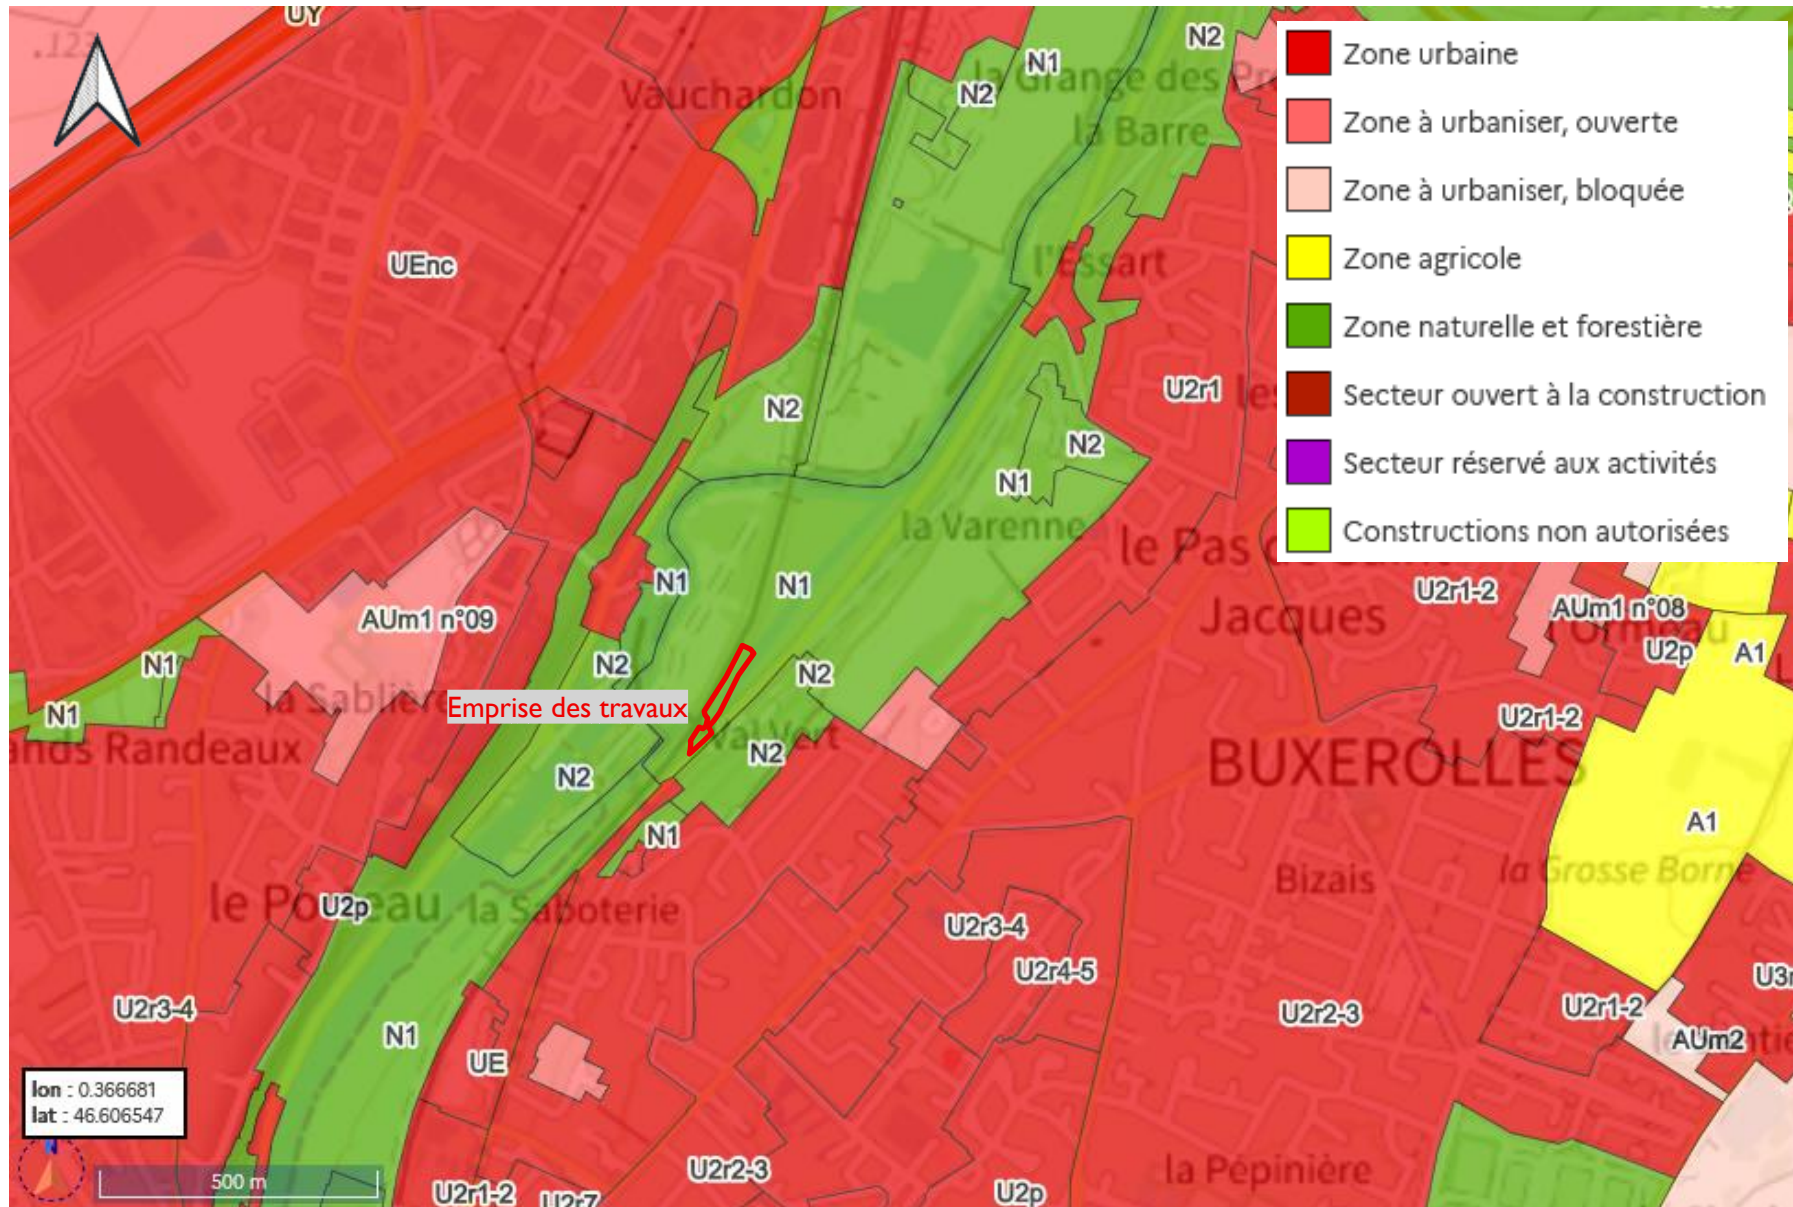 UY
N2
.123
N1
la Grange des Pr
Vauchardon
N2
la Barre
Zone urbaine
Zone à urbaniser, ouverte
Zone à urbaniser, bloquée
Zone agricole
Zone naturelle et forestière
Secteur ouvert à la construction
Secteur réservé aux activités
Constructions non autorisées
UEnc
l'Essart
U2r1
les
N2
N2
N1
la Varenne
le Pas
N1
N1
U2r1-2
AUm1 n°08
Jacques
AUm1 n°09
l'Ormeau
U2p
A1
N1
N2
N2
la Sablière
Emprise des travaux
N1
U2r1-2
Val Vert
ands Randeaux
N2
BUXEROLLES
N2
A1
N1
la Grosse Borne
Bizais
le Porteau
U2p
la Saboterie
U2r3-4
U2r4-5
U3r
U2r3-4
U2r2-3
U2r1-2
N1
AUm2
UE
lon : 0.366681
lat : 46.606547
la Pépinière
U2r2-3
500 m
U2r1-2
U2r7
U2p